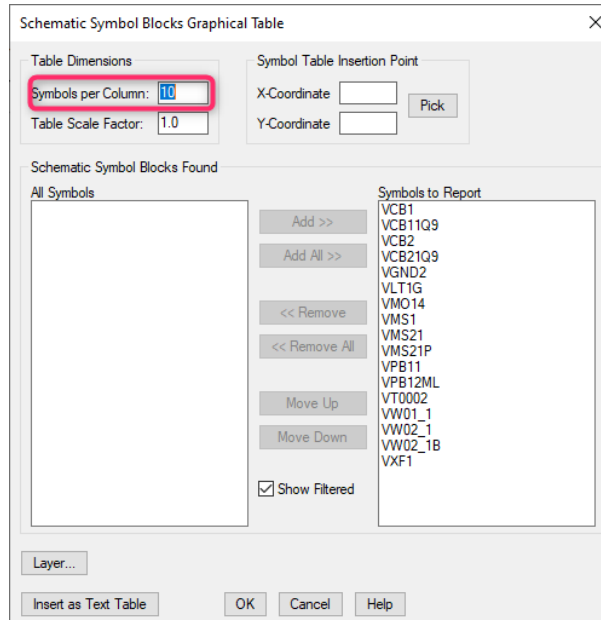 Schematic Symbol Blocks Graphical Table
Table Dimensions
Symbols per Column: 10
Table Scale Factor: 1.0
Symbol Table Insertion Point
X-Coordinate
Y-Coordinate
Pick
Schematic Symbol Blocks Found
All Symbols
Add >>
Add All >>
<< Remove
<< Remove All
Move Up
Move Down
Show Filtered
Symbols to Report
VCB1
VCB11Q9
VCB2
VCB21Q9
VGND2
VLT1G
VMO14
VMS1
VMS21
VMS21P
VPB11
VPB12ML
VT0002
VW01_1
VW02_1
VW02_1B
VXF1
Layer...
Insert as Text Table
OK
Cancel
Help